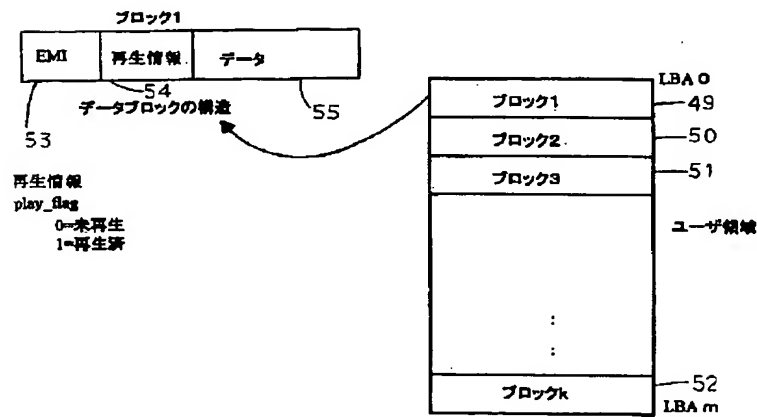 ブロック1
EMI 再生情報 データ
53 54 55
データブロックの構造
再生情報
play_flag
0=未再生
1=再生済
LBA 0
ブロック1 49
ブロック2 50
ブロック3 51
ユーザ領域
:
:
ブロックk 52
LBA m